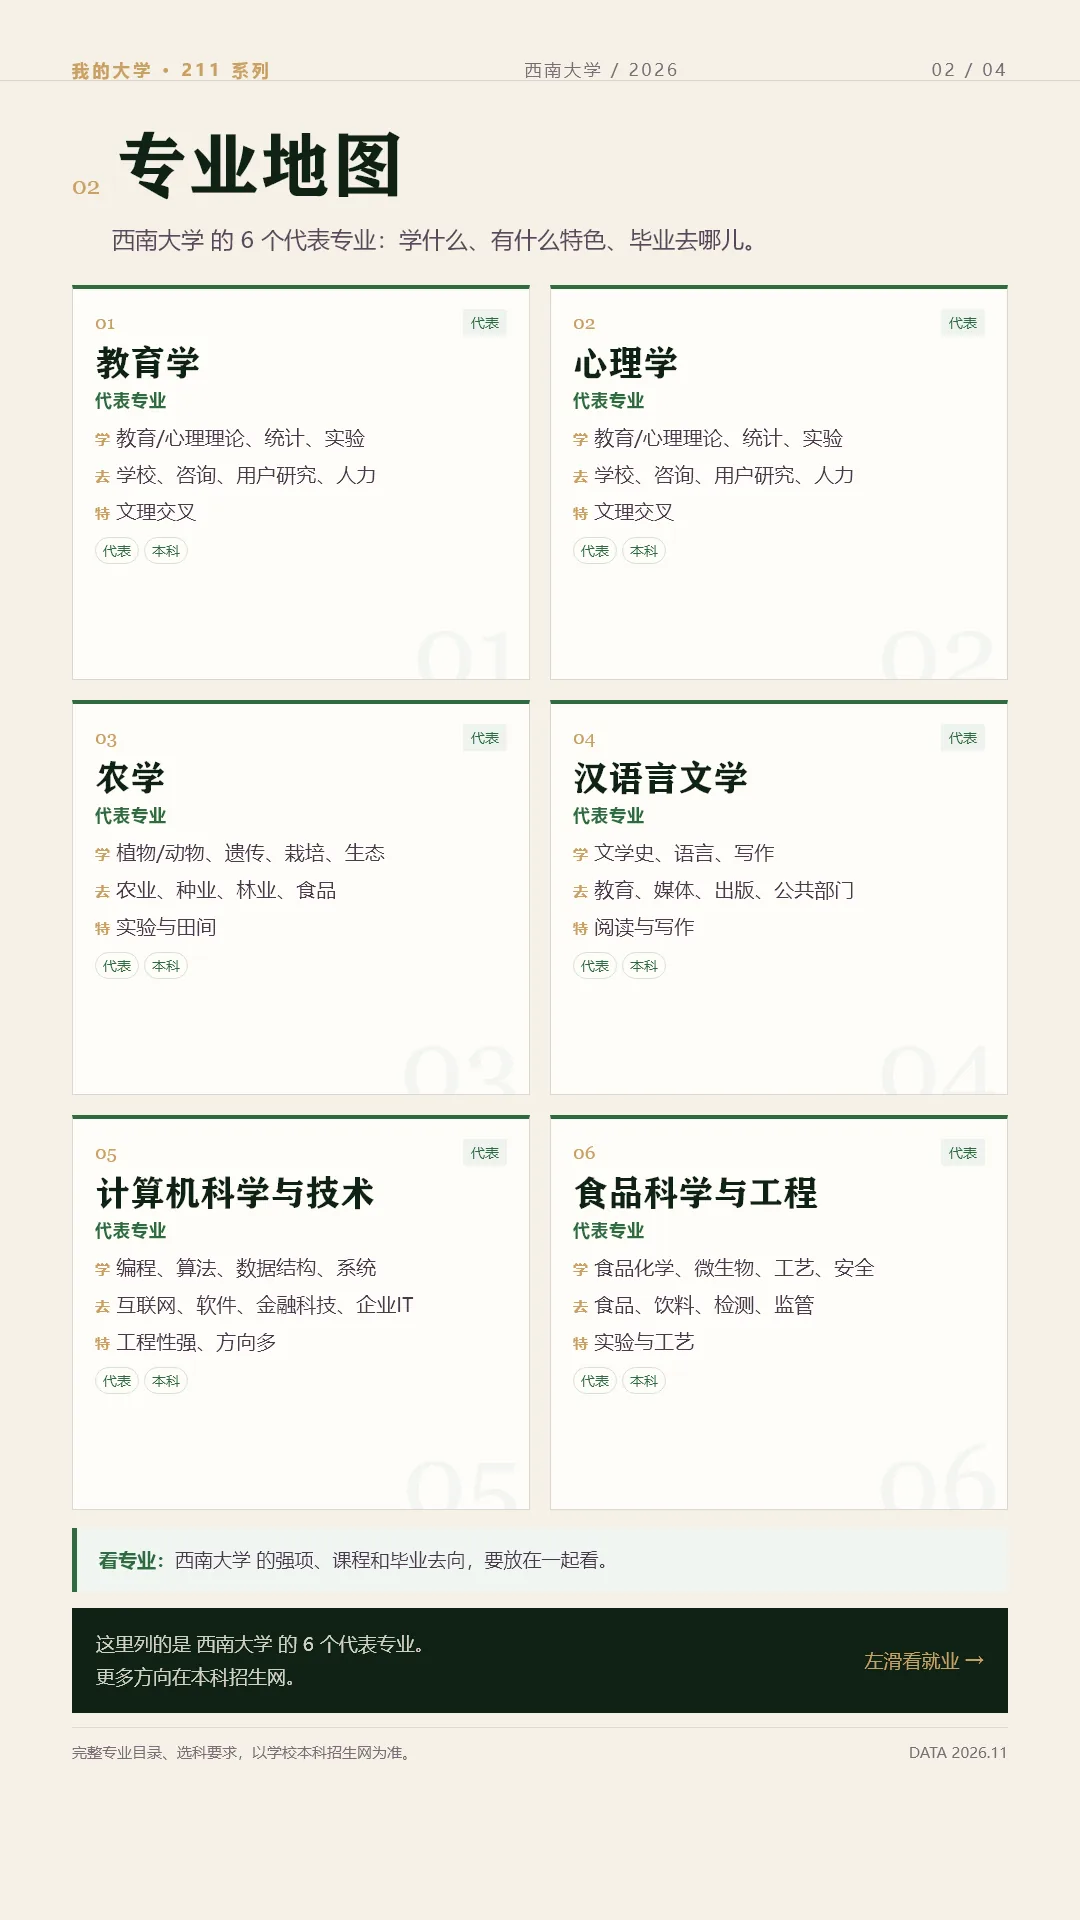 我的大学 · 211 系列
西南大学 / 2026
02 / 04
02 专业地图
西南大学 的 6 个代表专业：学什么、有什么特色、毕业去哪儿。
01
代表
教育学
代表专业
学 教育/心理理论、统计、实验
去 学校、咨询、用户研究、人力
特 文理交叉
代表 本科
01
02
代表
心理学
代表专业
学 教育/心理理论、统计、实验
去 学校、咨询、用户研究、人力
特 文理交叉
代表 本科
02
03
代表
农学
代表专业
学 植物/动物、遗传、栽培、生态
去 农业、种业、林业、食品
特 实验与田间
代表 本科
03
04
代表
汉语言文学
代表专业
学 文学史、语言、写作
去 教育、媒体、出版、公共部门
特 阅读与写作
代表 本科
04
05
代表
计算机科学与技术
代表专业
学 编程、算法、数据结构、系统
去 互联网、软件、金融科技、企业IT
特 工程性强、方向多
代表 本科
05
06
代表
食品科学与工程
代表专业
学 食品化学、微生物、工艺、安全
去 食品、饮料、检测、监管
特 实验与工艺
代表 本科
06
看专业：西南大学 的强项、课程和毕业去向，要放在一起看。
这里列的是 西南大学 的 6 个代表专业。
更多方向在本科招生网。
左滑看就业 →
完整专业目录、选科要求，以学校本科招生网为准。
DATA 2026.11